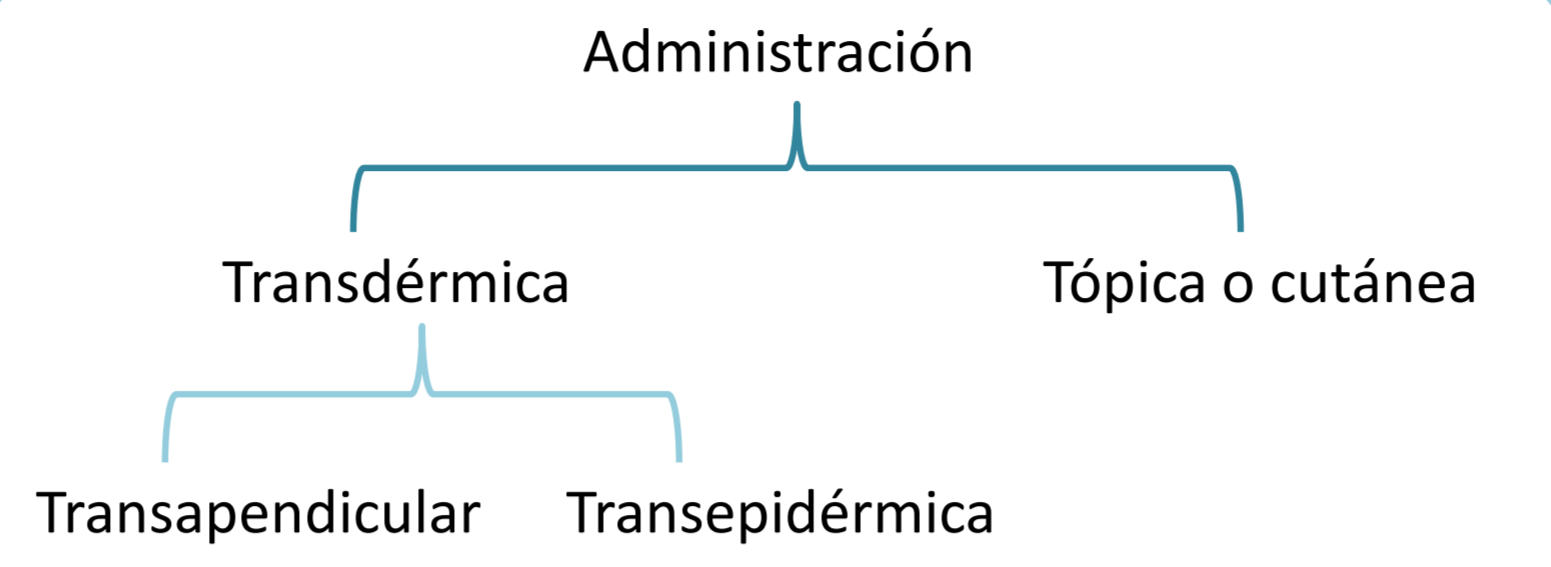 Administración
Transdérmica Tópica o cutánea
Transapendicular Transepidérmica